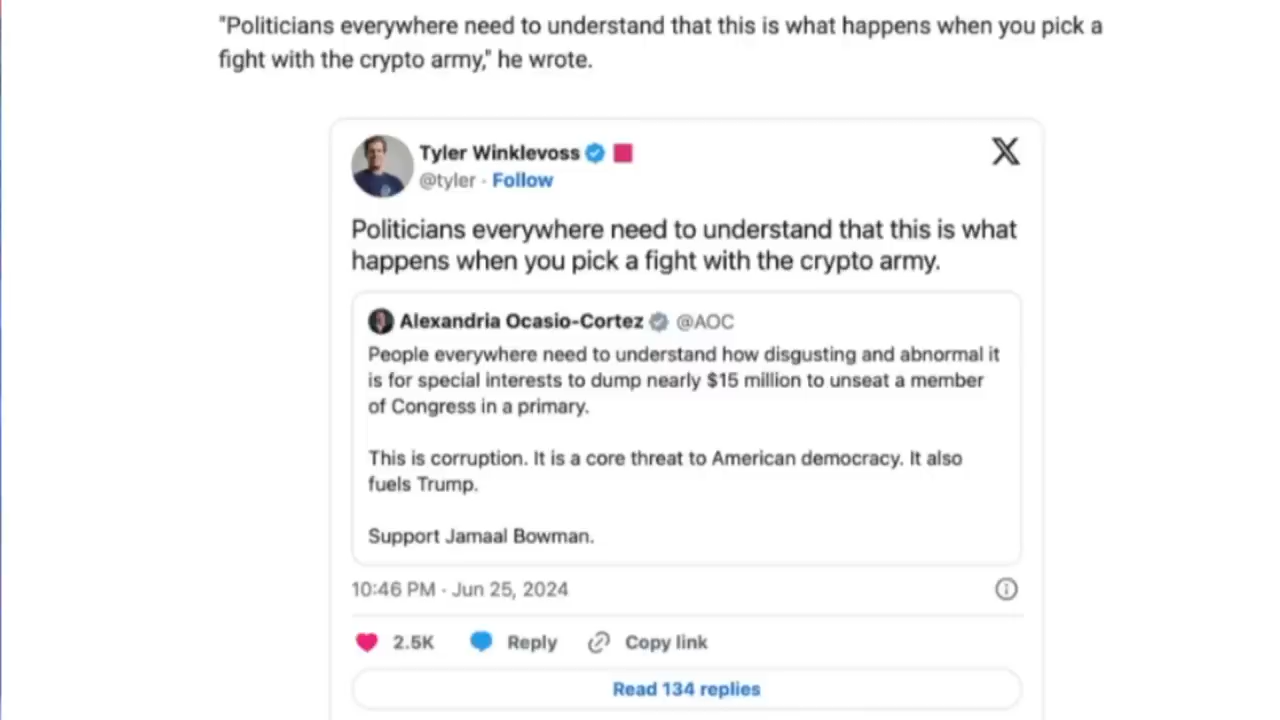 "Politicians everywhere need to understand that this is what happens when you pick a
fight with the crypto army," he wrote.
Tyler Winklevoss
@tyler · Follow
Politicians everywhere need to understand that this is what
happens when you pick a fight with the crypto army.
Alexandria Ocasio-Cortez @AOC
People everywhere need to understand how disgusting and abnormal it
is for special interests to dump nearly $15 million to unseat a member
of Congress in a primary.
This is corruption. It is a core threat to American democracy. It also
fuels Trump.
Support Jamaal Bowman.
10:46 PM · Jun 25, 2024
2.5K Reply Copy link
Read 134 replies